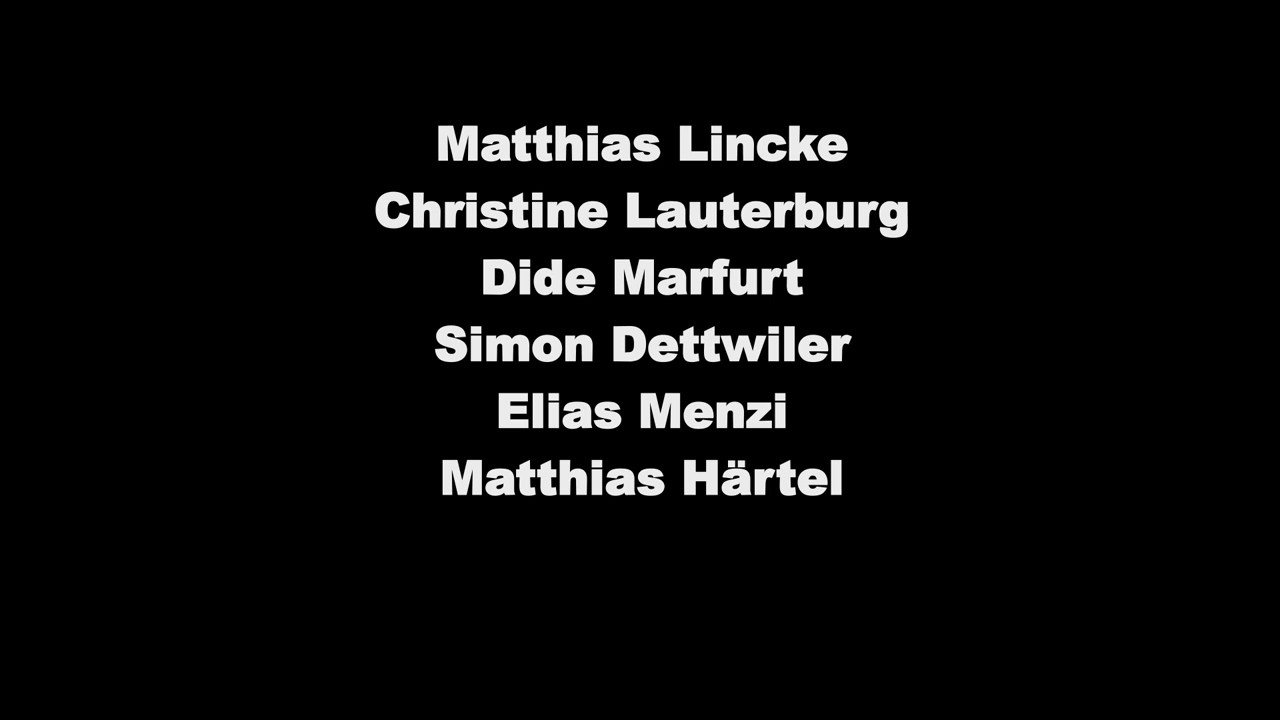 Matthias Lincke
Christine Lauterburg
Dide Marfurt
Simon Dettwiler
Elias Menzi
Matthias Härtel